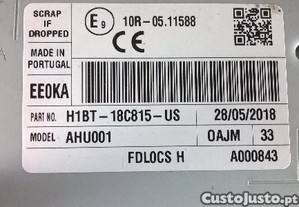 SCRAP
IF
DROPPED
E9
10R-05.11588
CE
MADE IN
PORTUGAL
EE0KA
PART NO. H1BT-18C815-US 28/05/2018
MODEL AHU001 OAJM 33
FDLOCS H A000843
CustoJusto.pt